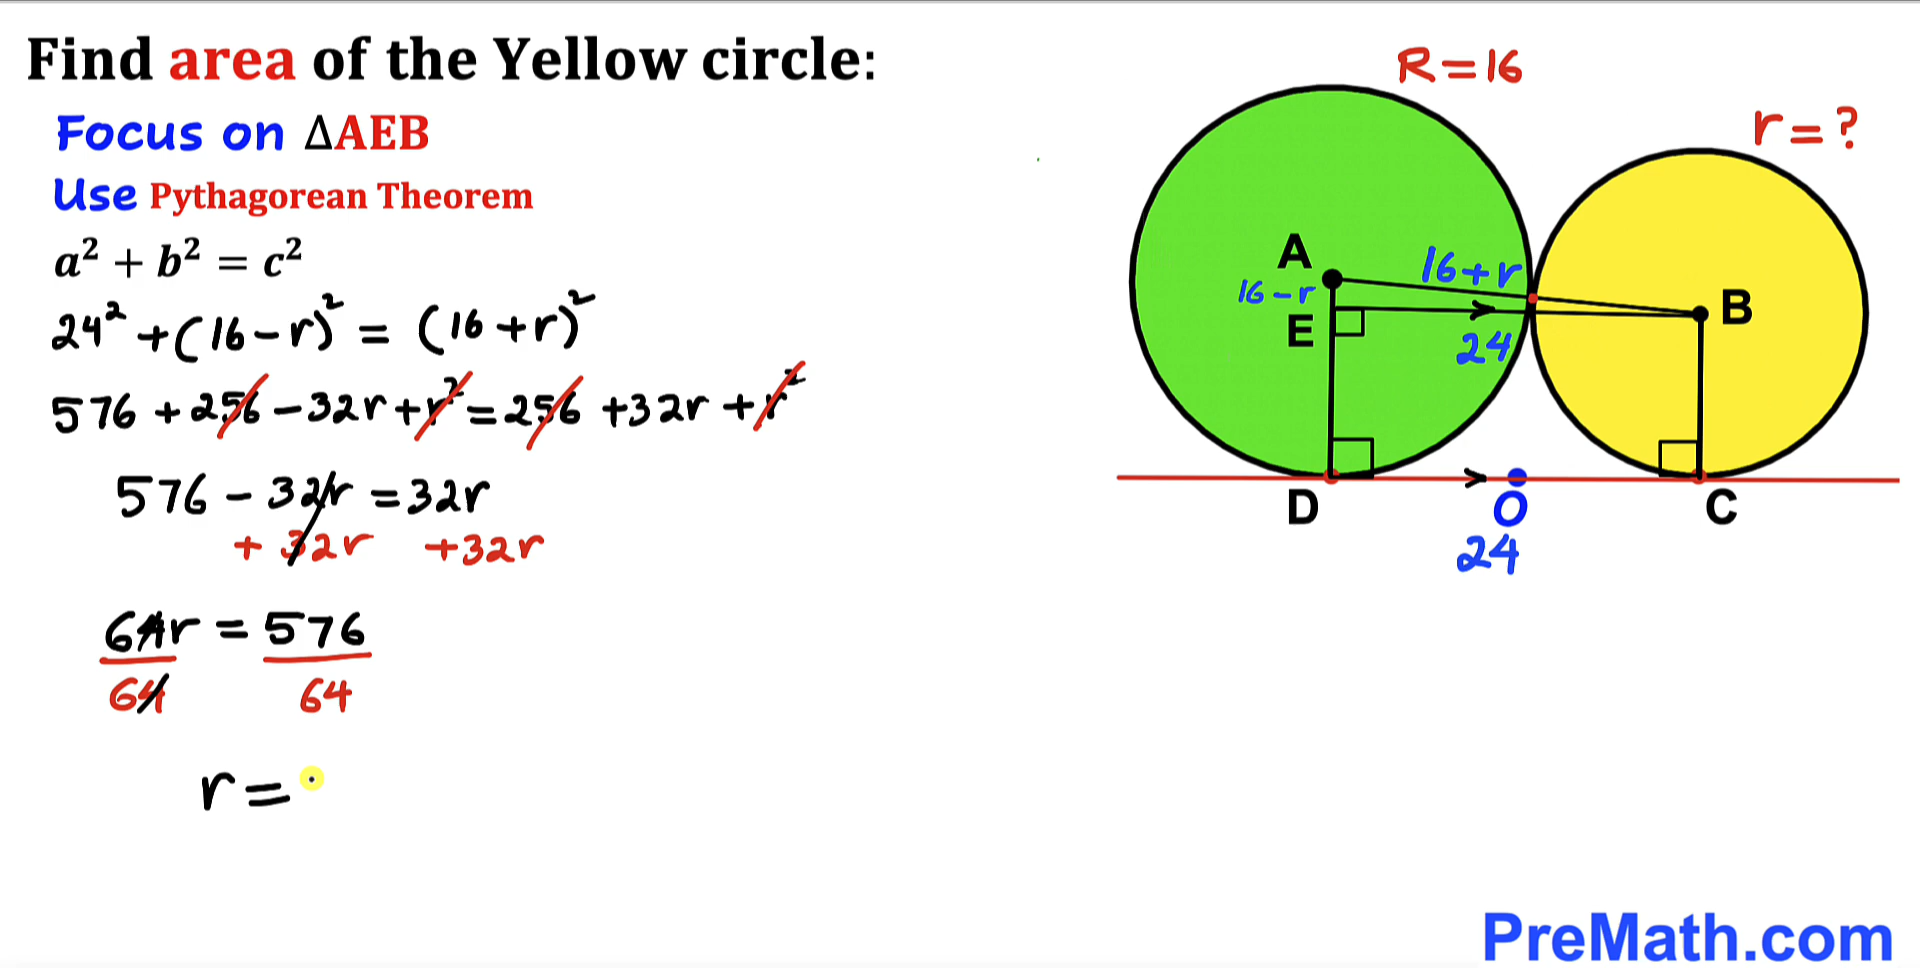 Find area of the Yellow circle:
Focus on ΔAEB
Use Pythagorean Theorem
a² + b² = c²
24² + (16 - r)² = (16 + r)²
576 + 256 - 32r + r² = 256 + 32r + r²
576 - 32r = 32r
+ 32r +32r
64r = 576
64 64
r =
R = 16
r = ?
A
16 + r
16 - r
B
E
24
D
O
C
24
PreMath.com